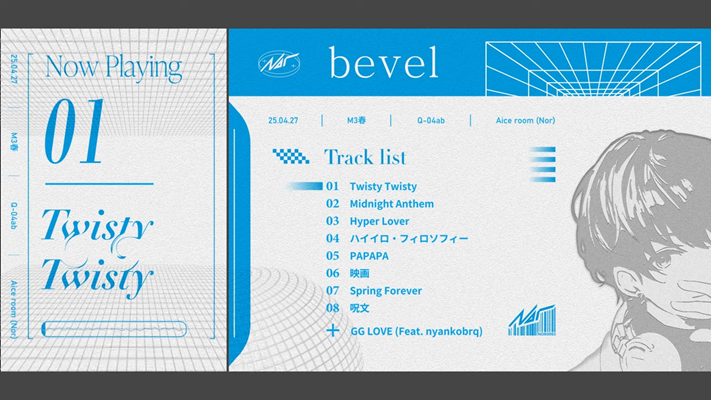 25.04.27
M3春
Q-04ab
Aice room (Nor)
Now Playing
01
Twisty
Twisty
Nor
bevel
25.04.27
M3春
Q-04ab
Aice room (Nor)
Track list
01 Twisty Twisty
02 Midnight Anthem
03 Hyper Lover
04 ハイイロ・フィロソフィー
05 PAPAPA
06 映画
07 Spring Forever
08 呪文
+ GG LOVE (Feat. nyankobrq)
Nor